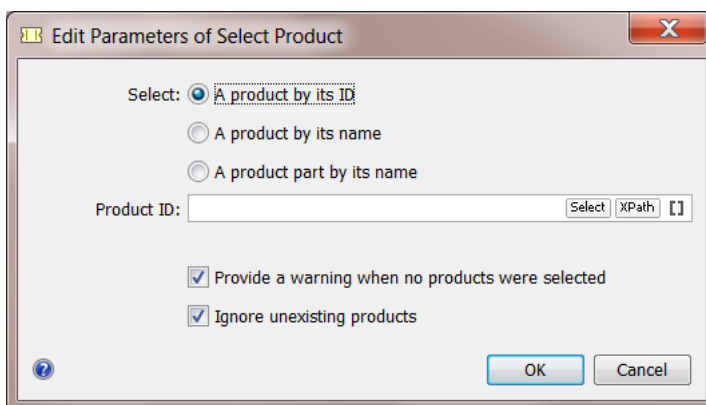 Edit Parameters of Select Product
Select: A product by its ID
A product by its name
A product part by its name
Product ID: Select XPath []
Provide a warning when no products were selected
Ignore unexisting products
? OK Cancel